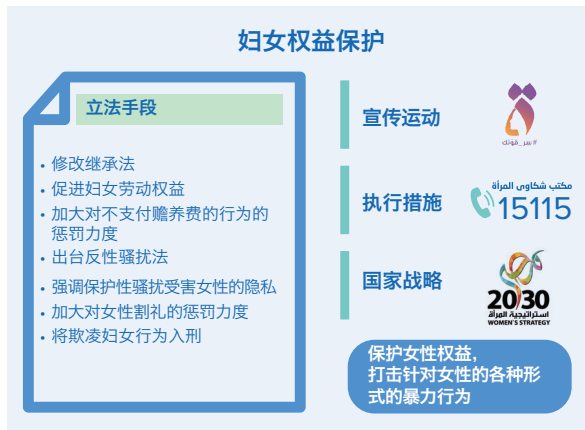 妇女权益保护
立法手段
• 修改继承法
• 促进妇女劳动权益
• 加大对不支付赡养费的行为的
惩罚力度
• 出台反性骚扰法
• 强调保护性骚扰受害女性的隐私
• 加大对女性割礼的惩罚力度
• 将欺凌妇女行为入刑
宣传运动
#سر_قوتك
执行措施
مكتب شكاوى المرأة
15115
国家战略
2030
استراتيجية المرأة
WOMEN'S STRATEGY
保护女性权益，
打击针对女性的各种形
式的暴力行为